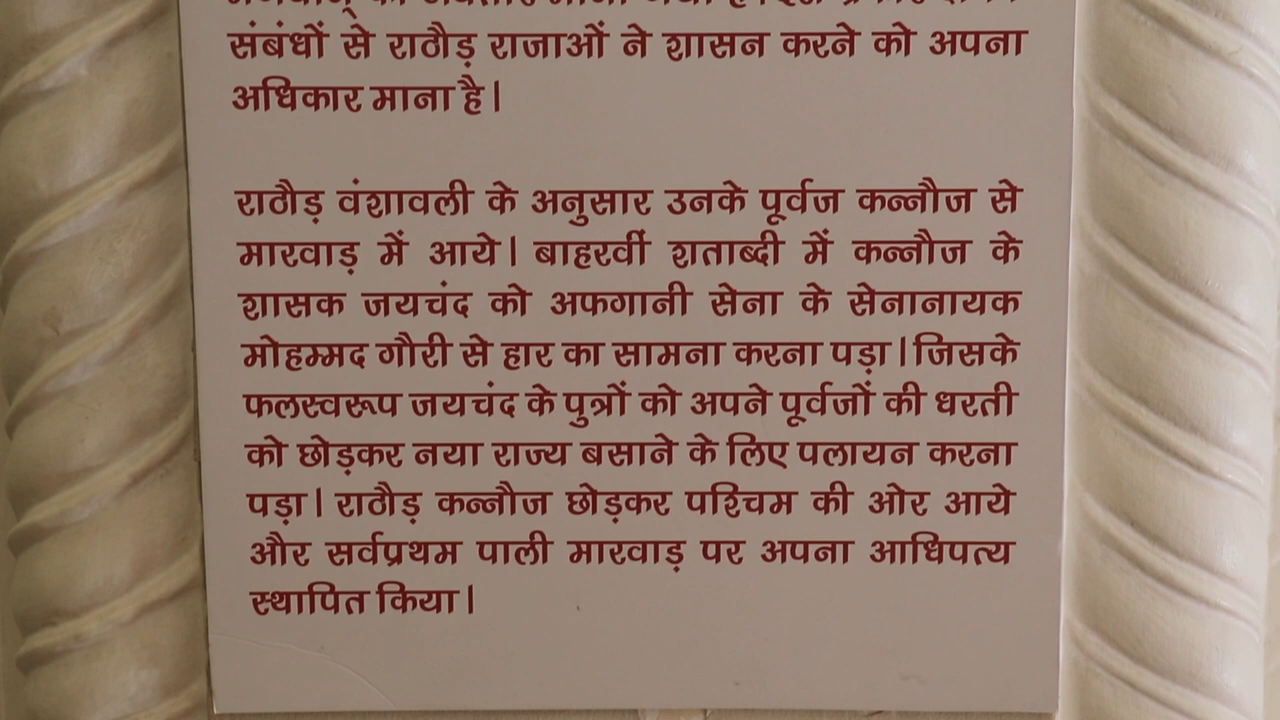 संबंधों से राठौड़ राजाओं ने शासन करने को अपना
अधिकार माना है।
राठौड़ वंशावली के अनुसार उनके पूर्वज कन्नौज से
मारवाड़ में आये। बाहरवीं शताब्दी में कन्नौज के
शासक जयचंद को अफगानी सेना के सेनानायक
मोहम्मद गौरी से हार का सामना करना पड़ा। जिसके
फलस्वरूप जयचंद के पुत्रों को अपने पूर्वजों की धरती
को छोड़कर नया राज्य बसाने के लिए पलायन करना
पड़ा। राठौड़ कन्नौज छोड़कर पश्चिम की ओर आये
और सर्वप्रथम पाली मारवाड़ पर अपना आधिपत्य
स्थापित किया।